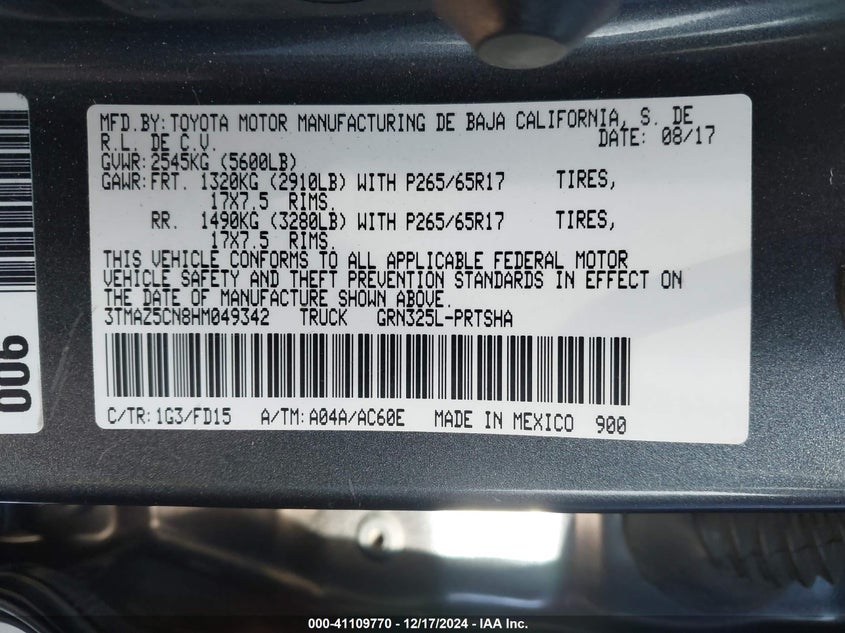 MFD.BY:TOYOTA MOTOR MANUFACTURING DE BAJA CALIFORNIA, S. DE
R.L. DE C.V. DATE: 08/17
GVWR:2545KG (5600LB)
GAWR:FRT. 1320KG (2910LB) WITH P265/65R17 TIRES,
17X7.5 RIMS.
RR. 1490KG (3280LB) WITH P265/65R17 TIRES,
17X7.5 RIMS.
THIS VEHICLE CONFORMS TO ALL APPLICABLE FEDERAL MOTOR
VEHICLE SAFETY AND THEFT PREVENTION STANDARDS IN EFFECT ON
THE DATE OF MANUFACTURE SHOWN ABOVE.
3TMAZ5CN8HM049342 TRUCK GRN325L-PRTSHA
C/TR:1G3/FD15 A/TM:A04A/AC60E MADE IN MEXICO 900
900
000-41109770 - 12/17/2024 - IAA Inc.